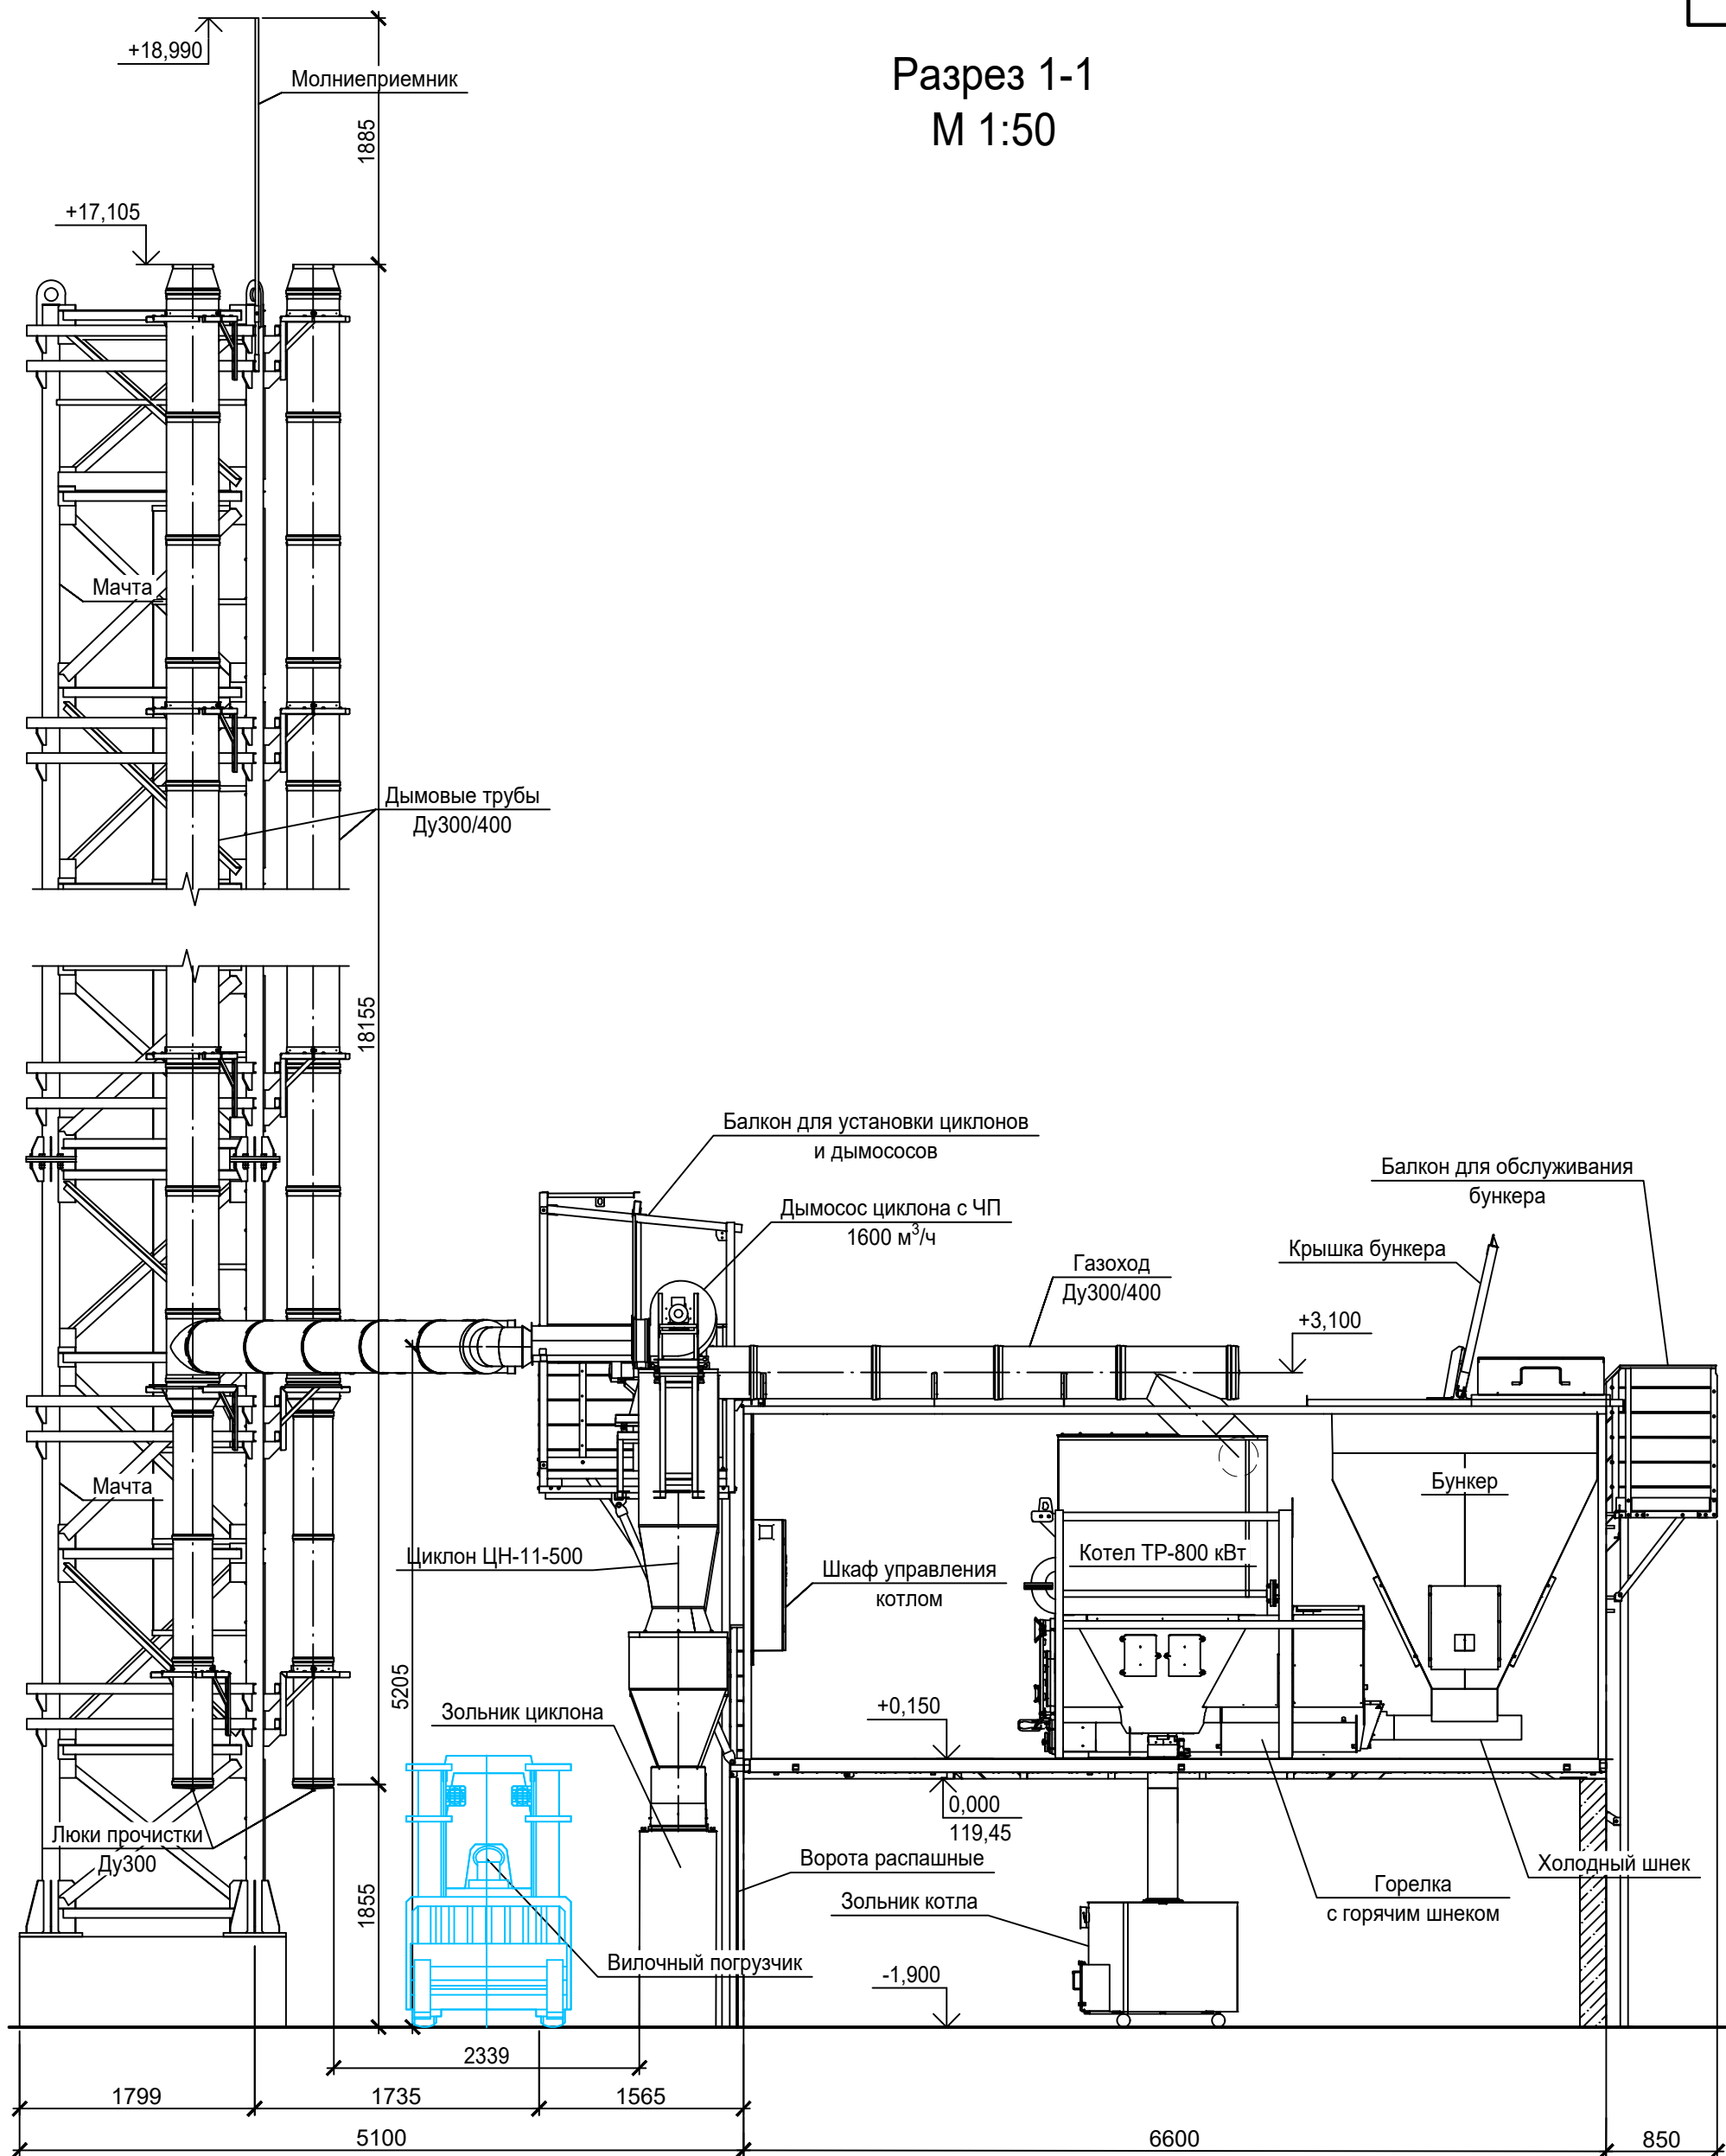 Разрез 1-1
М 1:50
+18,990
Молниеприемник
1885
+17,105
Мачта
Дымовые трубы
Ду300/400
18155
Балкон для установки циклонов
и дымососов
Дымосос циклона с ЧП
1600 м³/ч
Газоход
Ду300/400
Балкон для обслуживания
бункера
Крышка бункера
+3,100
Мачта
Бункер
Циклон ЦН-11-500
Шкаф управления
котлом
Котел ТР-800 кВт
5205
Зольник циклона
+0,150
0,000
119,45
Люки прочистки
Ду300
1855
Ворота распашные
Зольник котла
Горелка
с горячим шнеком
Холодный шнек
Вилочный погрузчик
-1,900
2339
1799
1735
1565
5100
6600
850